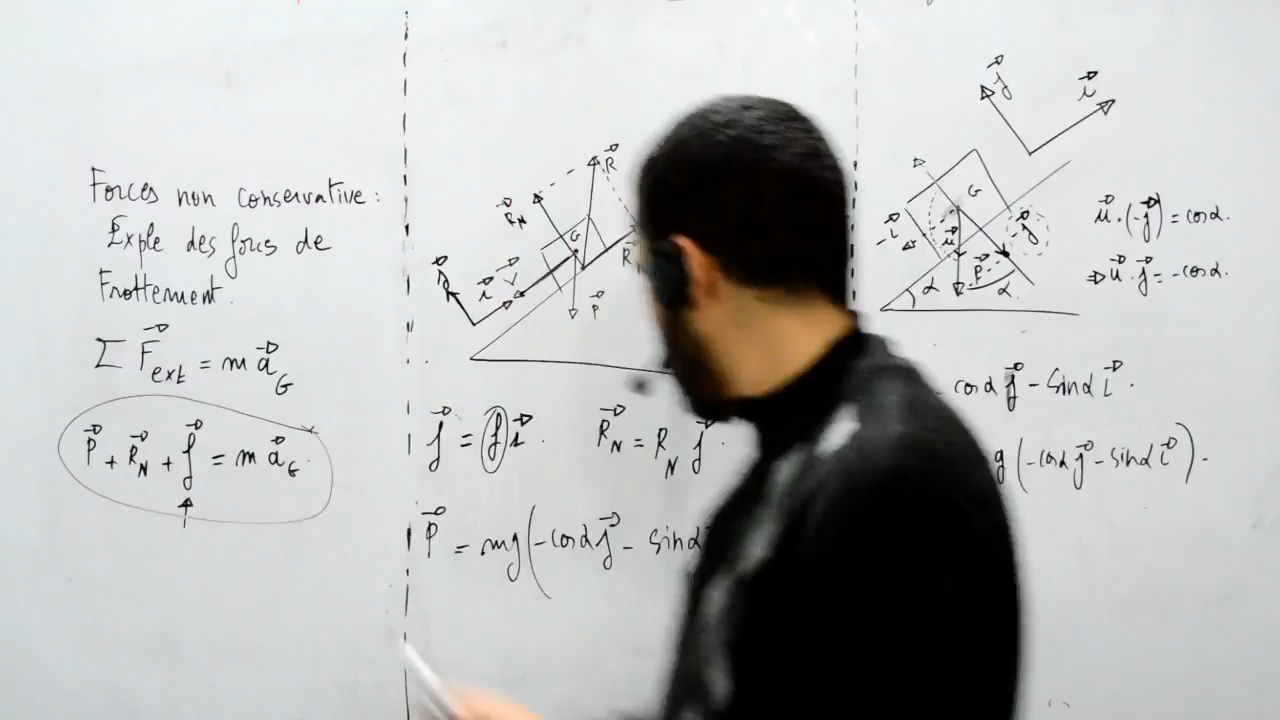 Forces non conservative :
Exple des forces de
Frottement.
Σ F⃗ext = m a⃗G
P⃗ + R⃗N + f⃗ = m a⃗G.
R⃗
R⃗N
G
R
V⃗
j⃗
i⃗
P⃗
f⃗ = f i⃗.
R⃗N = RN j⃗.
P⃗ = mg(-cosα j⃗ - sinα
j⃗
i⃗
G
-i⃗
u⃗
-j⃗
P⃗
α
α
u⃗.(-j⃗) = cosα.
⇒ u⃗.j⃗ = -cosα.
cosα j⃗ - sinα i⃗.
g(-cosα j⃗ - sinα i⃗).